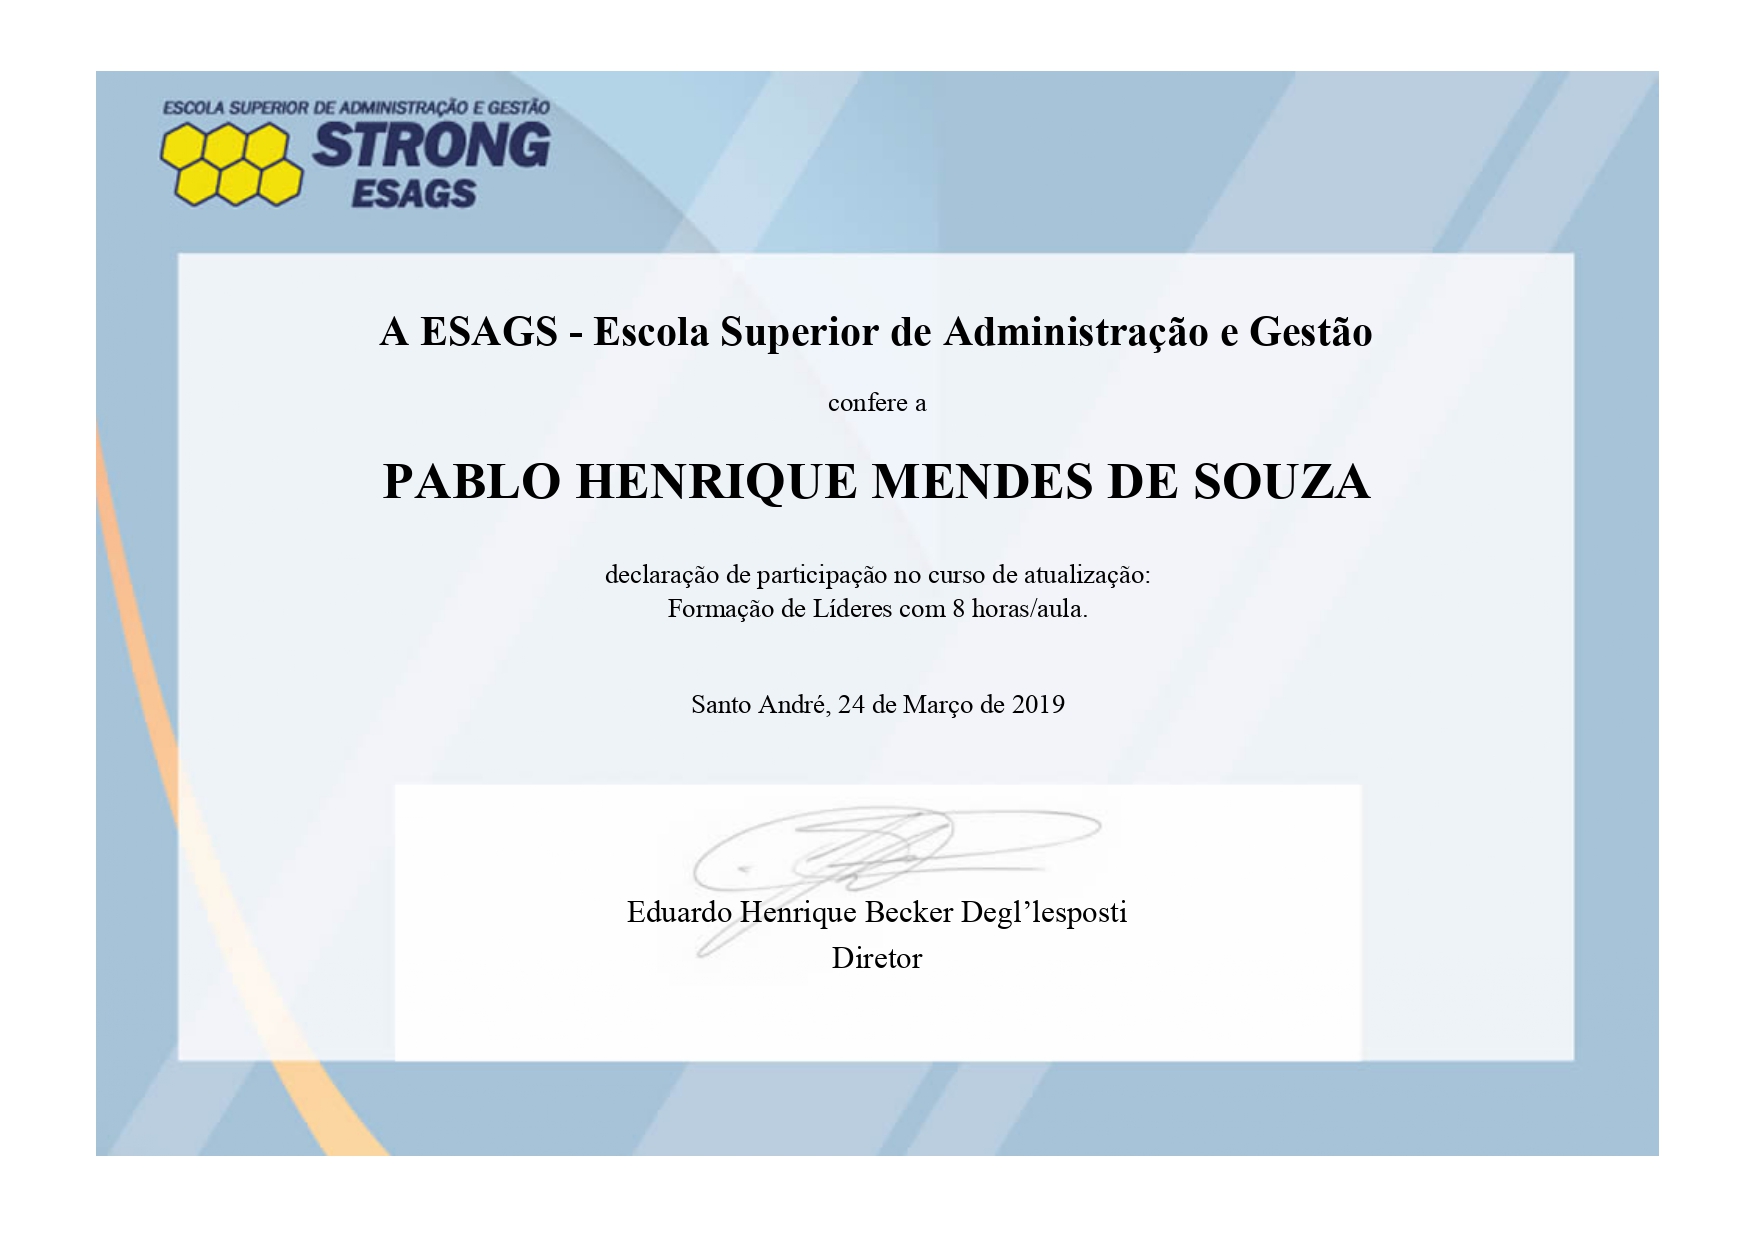 ESCOLA SUPERIOR DE ADMINISTRAÇÃO E GESTÃO
STRONG
ESAGS
A ESAGS - Escola Superior de Administração e Gestão
confere a
PABLO HENRIQUE MENDES DE SOUZA
declaração de participação no curso de atualização:
Formação de Líderes com 8 horas/aula.
Santo André, 24 de Março de 2019
Eduardo Henrique Becker Degl’lesposti
Diretor